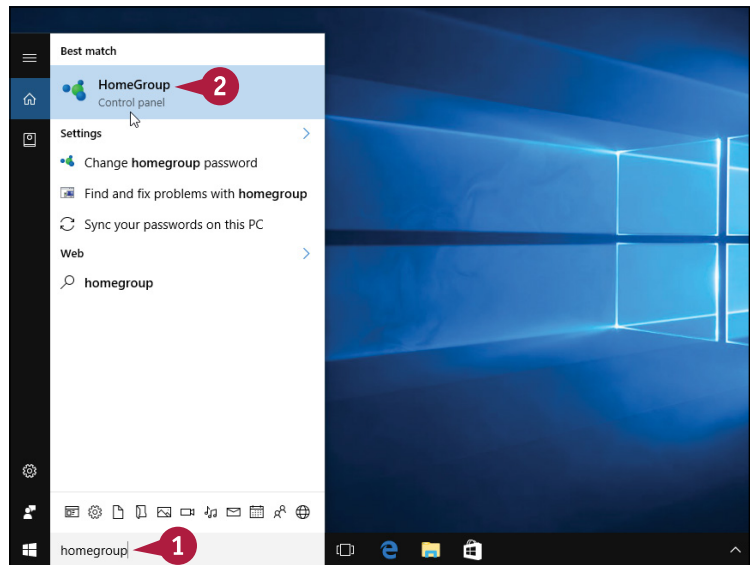 Best match
HomeGroup
2
Control panel
Settings
Change homegroup password
Find and fix problems with homegroup
Sync your passwords on this PC
Web
homegroup
homegroup
1